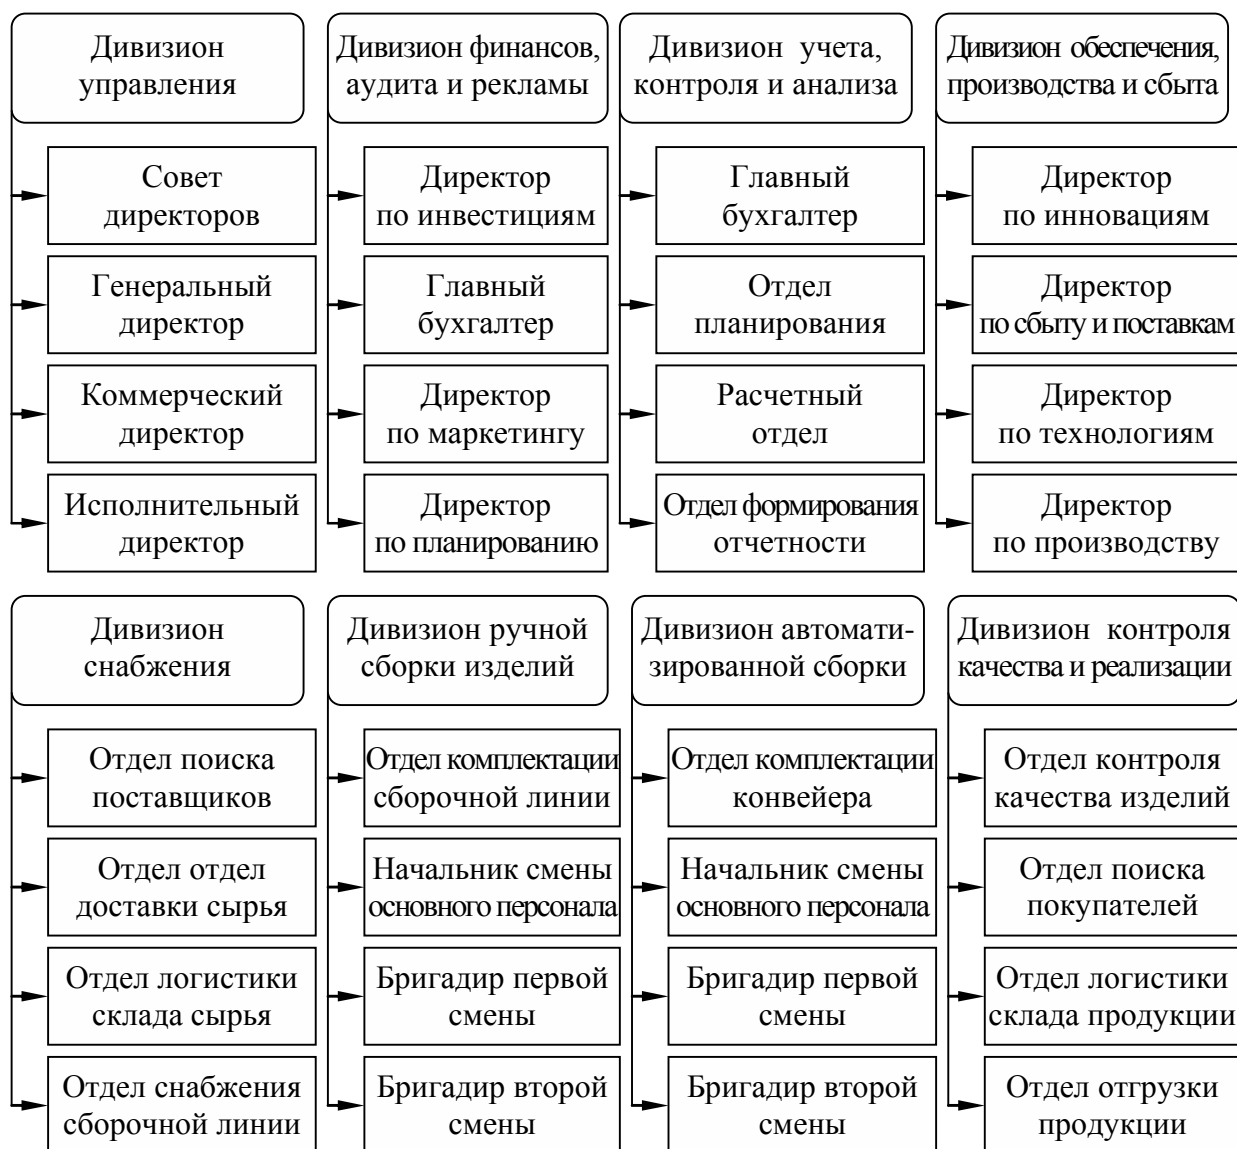 Дивизион
управления
Совет
директоров
Генеральный
директор
Коммерческий
директор
Исполнительный
директор
Дивизион финансов,
аудита и рекламы
Директор
по инвестициям
Главный
бухгалтер
Директор
по маркетингу
Директор
по планированию
Дивизион учета,
контроля и анализа
Главный
бухгалтер
Отдел
планирования
Расчетный
отдел
Отдел формирования
отчетности
Дивизион обеспечения,
производства и сбыта
Директор
по инновациям
Директор
по сбыту и поставкам
Директор
по технологиям
Директор
по производству
Дивизион
снабжения
Отдел поиска
поставщиков
Отдел отдел
доставки сырья
Отдел логистики
склада сырья
Отдел снабжения
сборочной линии
Дивизион ручной
сборки изделий
Отдел комплектации
сборочной линии
Начальник смены
основного персонала
Бригадир первой
смены
Бригадир второй
смены
Дивизион автомати-
зированной сборки
Отдел комплектации
конвейера
Начальник смены
основного персонала
Бригадир первой
смены
Бригадир второй
смены
Дивизион контроля
качества и реализации
Отдел контроля
качества изделий
Отдел поиска
покупателей
Отдел логистики
склада продукции
Отдел отгрузки
продукции